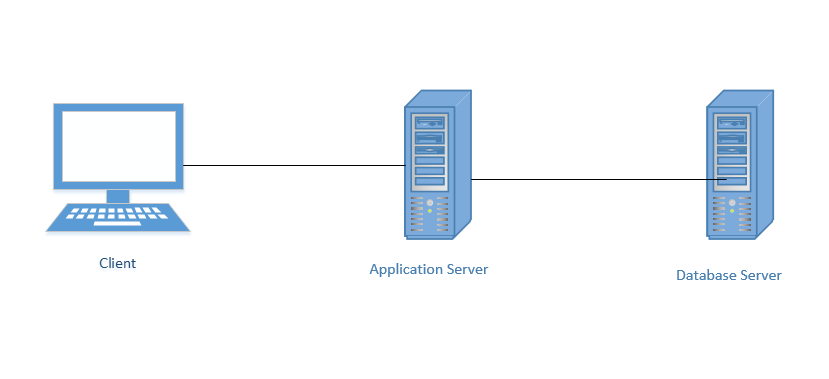 Client
Application Server
Database Server